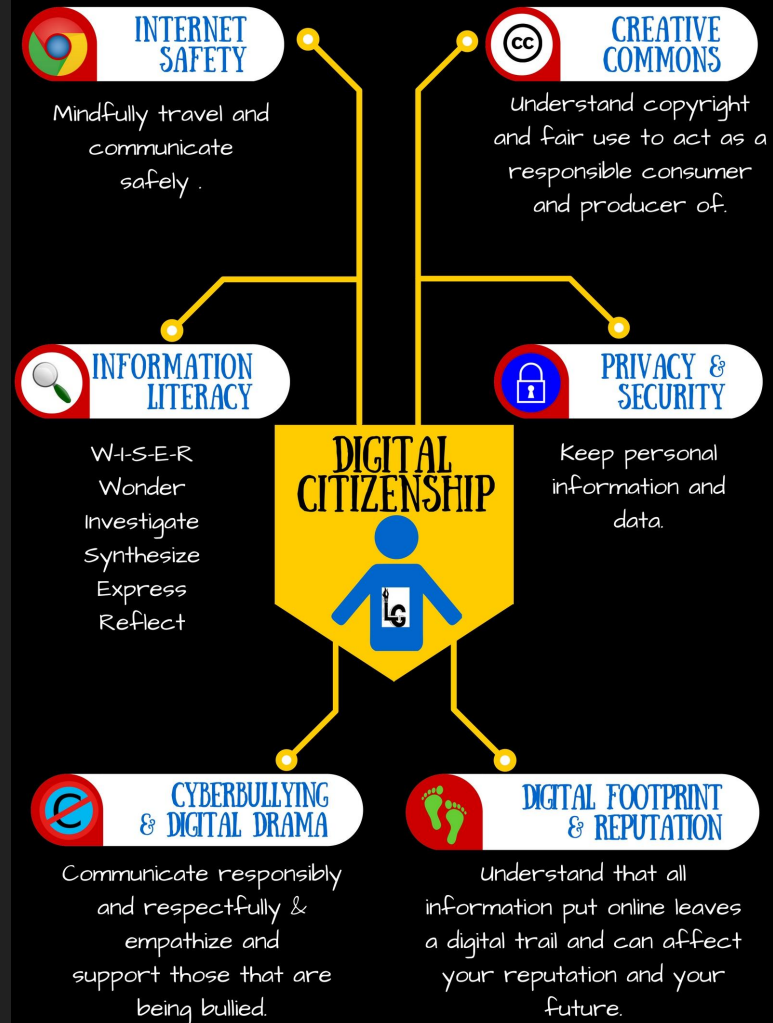 INTERNET
SAFETY
Mindfully travel and
communicate
safely .
CREATIVE
COMMONS
cc
Understand copyright
and fair use to act as a
responsible consumer
and producer of.
INFORMATION
LITERACY
W-I-S-E-R
Wonder
Investigate
Synthesize
Express
Reflect
PRIVACY &
SECURITY
Keep personal
information and
data.
DIGITAL
CITIZENSHIP
LG
C
CYBERBULLYING
& DIGITAL DRAMA
Communicate responsibly
and respectfully &
empathize and
support those that are
being bullied.
DIGITAL FOOTPRINT
& REPUTATION
Understand that all
information put online leaves
a digital trail and can affect
your reputation and your
future.